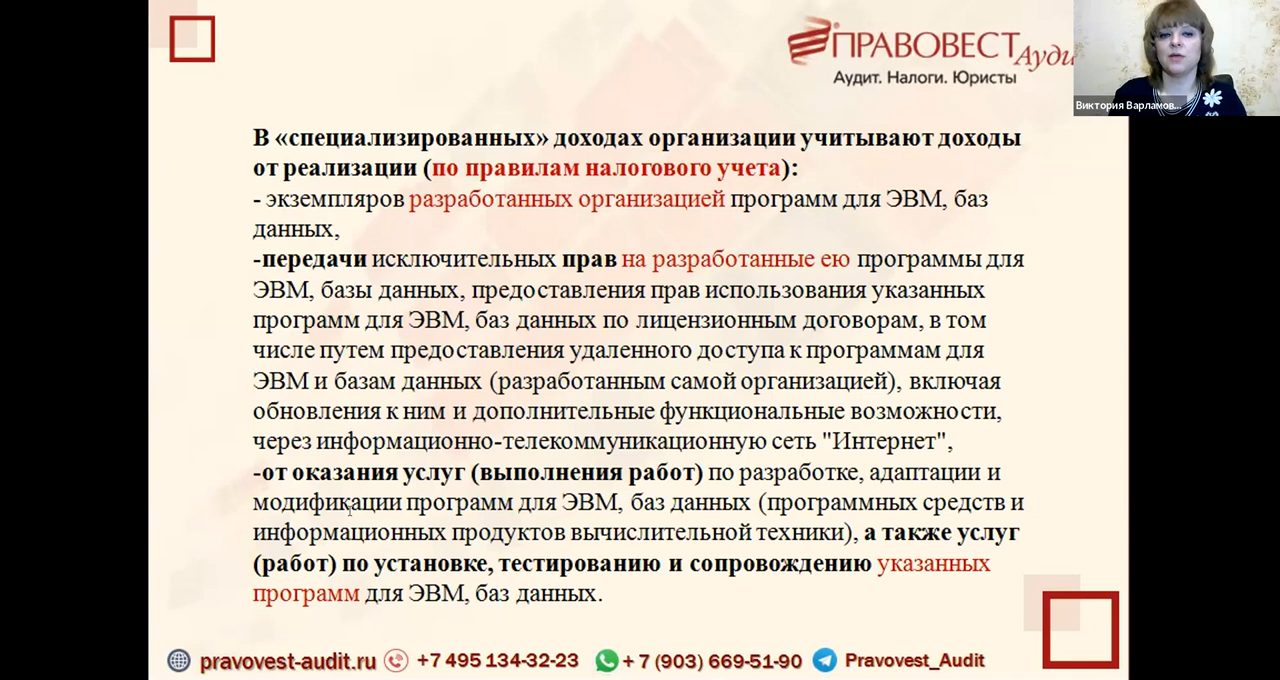 ПРАВОВЕСТ
Аудит. Налоги. Юристы
Виктория Варламов...
В «специализированных» доходах организации учитывают доходы
от реализации (по правилам налогового учета):
- экземпляров разработанных организацией программ для ЭВМ, баз
данных,
-передачи исключительных прав на разработанные ею программы для
ЭВМ, базы данных, предоставления прав использования указанных
программ для ЭВМ, баз данных по лицензионным договорам, в том
числе путем предоставления удаленного доступа к программам для
ЭВМ и базам данных (разработанным самой организацией), включая
обновления к ним и дополнительные функциональные возможности,
через информационно-телекоммуникационную сеть "Интернет",
-от оказания услуг (выполнения работ) по разработке, адаптации и
модификации программ для ЭВМ, баз данных (программных средств и
информационных продуктов вычислительной техники), а также услуг
(работ) по установке, тестированию и сопровождению указанных
программ для ЭВМ, баз данных.
pravovest-audit.ru +7 495 134-32-23 + 7 (903) 669-51-90 Pravovest_Audit